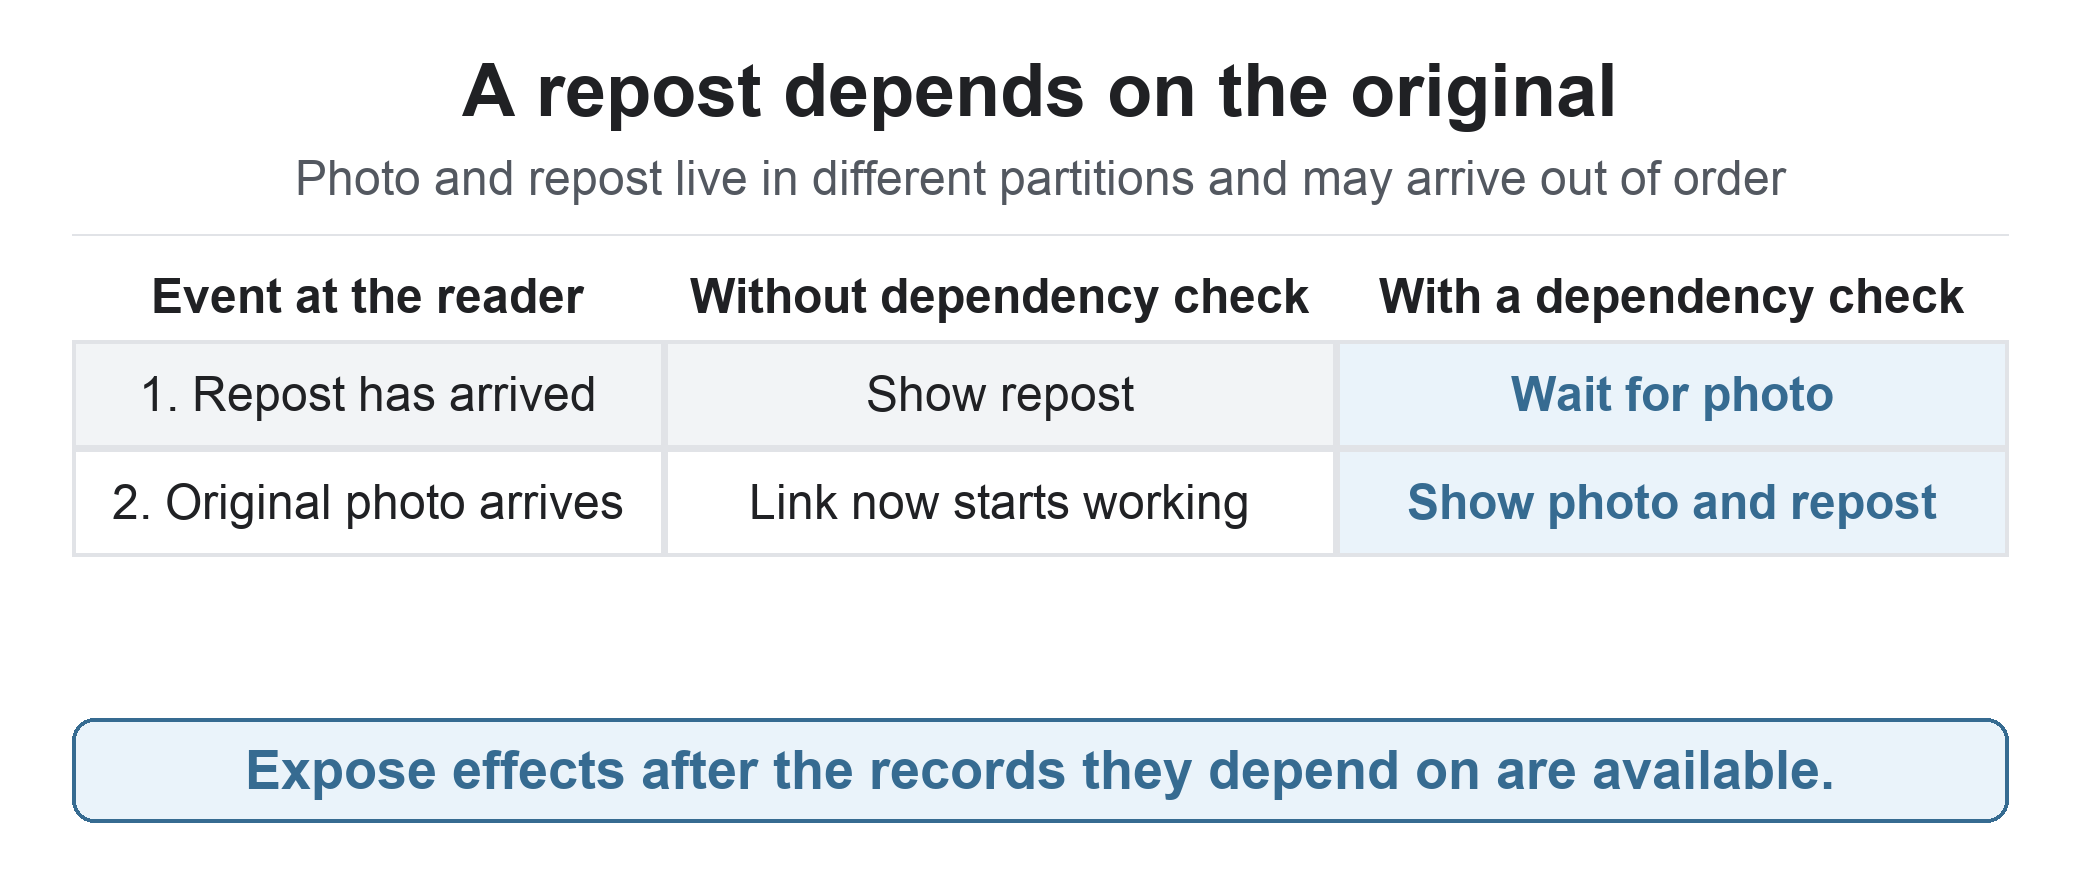 A repost depends on the original
Photo and repost live in different partitions and may arrive out of order
Event at the reader
Without dependency check
With a dependency check
1. Repost has arrived
Show repost
Wait for photo
2. Original photo arrives
Link now starts working
Show photo and repost
Expose effects after the records they depend on are available.